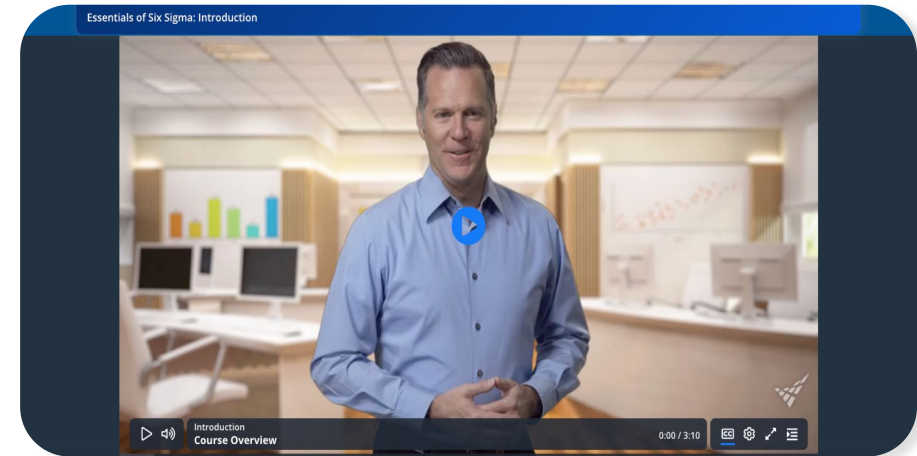 Essentials of Six Sigma: Introduction
Introduction
Course Overview
0:00 / 3:10
CC